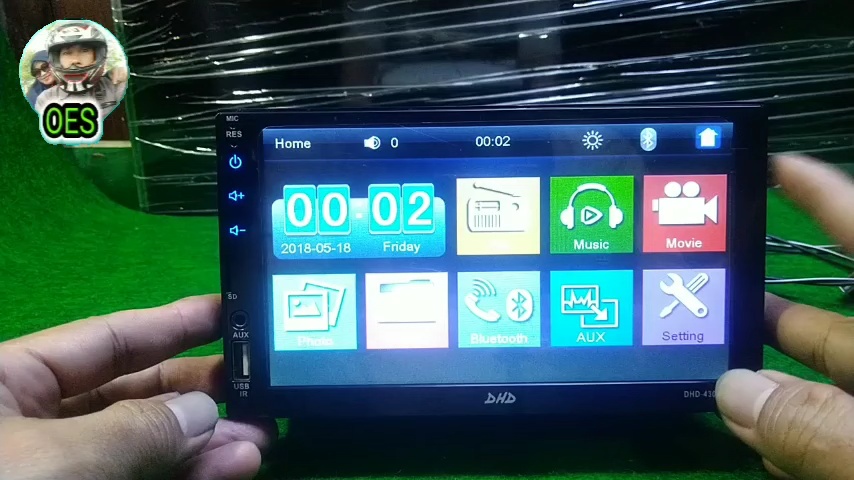 OES
MIC
RES
Home
0
00:02
00:02
2018-05-18
Friday
Music
Movie
Photo
Bluetooth
AUX
Setting
SD
AUX
USB
IR
DHD